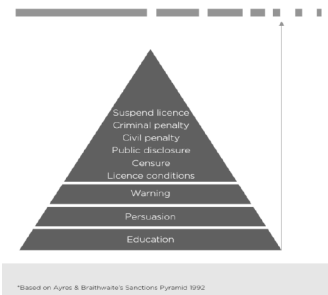 Suspend licence
Criminal penalty
Civil penalty
Public disclosure
Censure
Licence conditions
Warning
Persuasion
Education
*Based on Ayres & Braithwaite's Sanctions Pyramid 1992